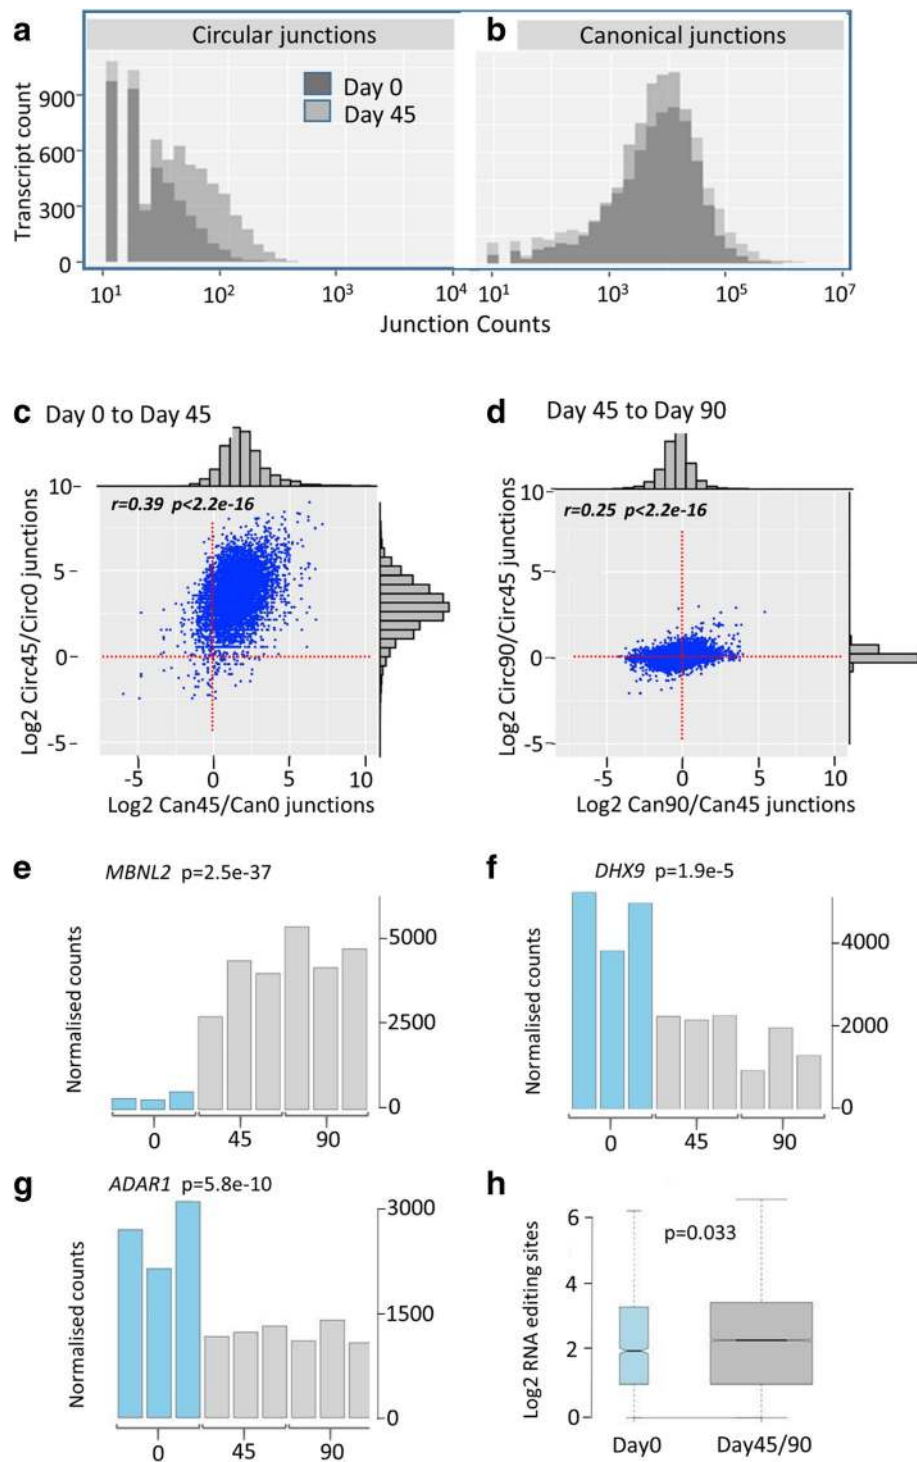 a Circular junctions
b Canonical junctions
Day 0
Day 45
Transcript count
900
600
300
0
10¹ 10² 10³ 10⁴
10¹ 10³ 10⁵ 10⁷
Junction Counts
c Day 0 to Day 45
r=0.39 p<2.2e-16
Log2 Circ45/Circ0 junctions
10
5
0
-5
-5 0 5 10
Log2 Can45/Can0 junctions
d Day 45 to Day 90
r=0.25 p<2.2e-16
Log2 Circ90/Circ45 junctions
10
5
0
-5
-5 0 5 10
Log2 Can90/Can45 junctions
e MBNL2 p=2.5e-37
Normalised counts
5000
2500
0
0 45 90
f DHX9 p=1.9e-5
Normalised counts
4000
2000
0
0 45 90
g ADAR1 p=5.8e-10
Normalised counts
3000
1500
0
0 45 90
h
p=0.033
Log2 RNA editing sites
6
4
2
0
Day0 Day45/90